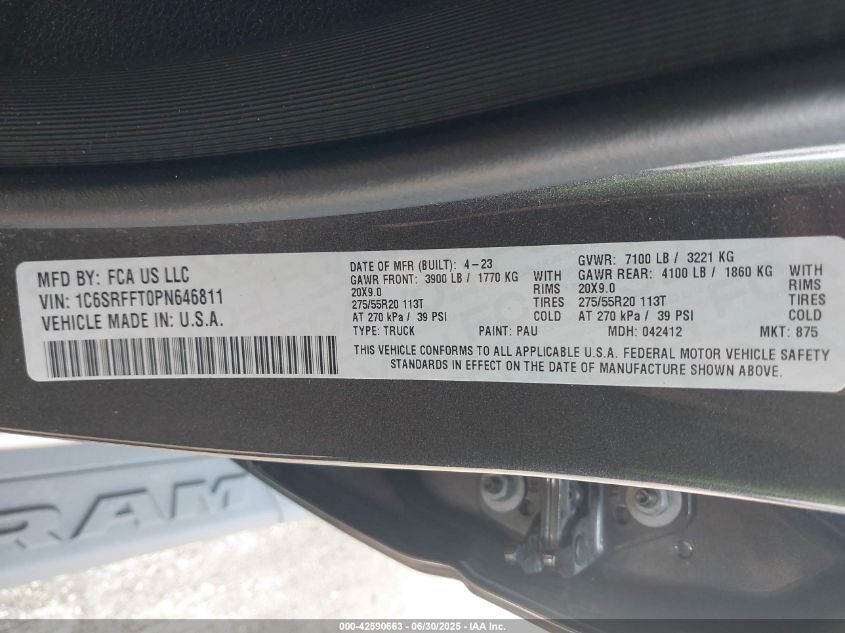 MFD BY: FCA US LLC
VIN: 1C6SRFFT0PN646811
VEHICLE MADE IN: U.S.A.
DATE OF MFR (BUILT): 4-23
GAWR FRONT: 3900 LB / 1770 KG WITH
20X9.0 RIMS
275/55R20 113T TIRES
AT 270 kPa / 39 PSI COLD
TYPE: TRUCK PAINT: PAU
GVWR: 7100 LB / 3221 KG
GAWR REAR: 4100 LB / 1860 KG WITH
20X9.0 RIMS
275/55R20 113T TIRES
AT 270 kPa / 39 PSI COLD
MDH: 042412 MKT: 875
THIS VEHICLE CONFORMS TO ALL APPLICABLE U.S.A. FEDERAL MOTOR VEHICLE SAFETY
STANDARDS IN EFFECT ON THE DATE OF MANUFACTURE SHOWN ABOVE.
RAM
000-42590663 - 06/30/2025 - IAA Inc.